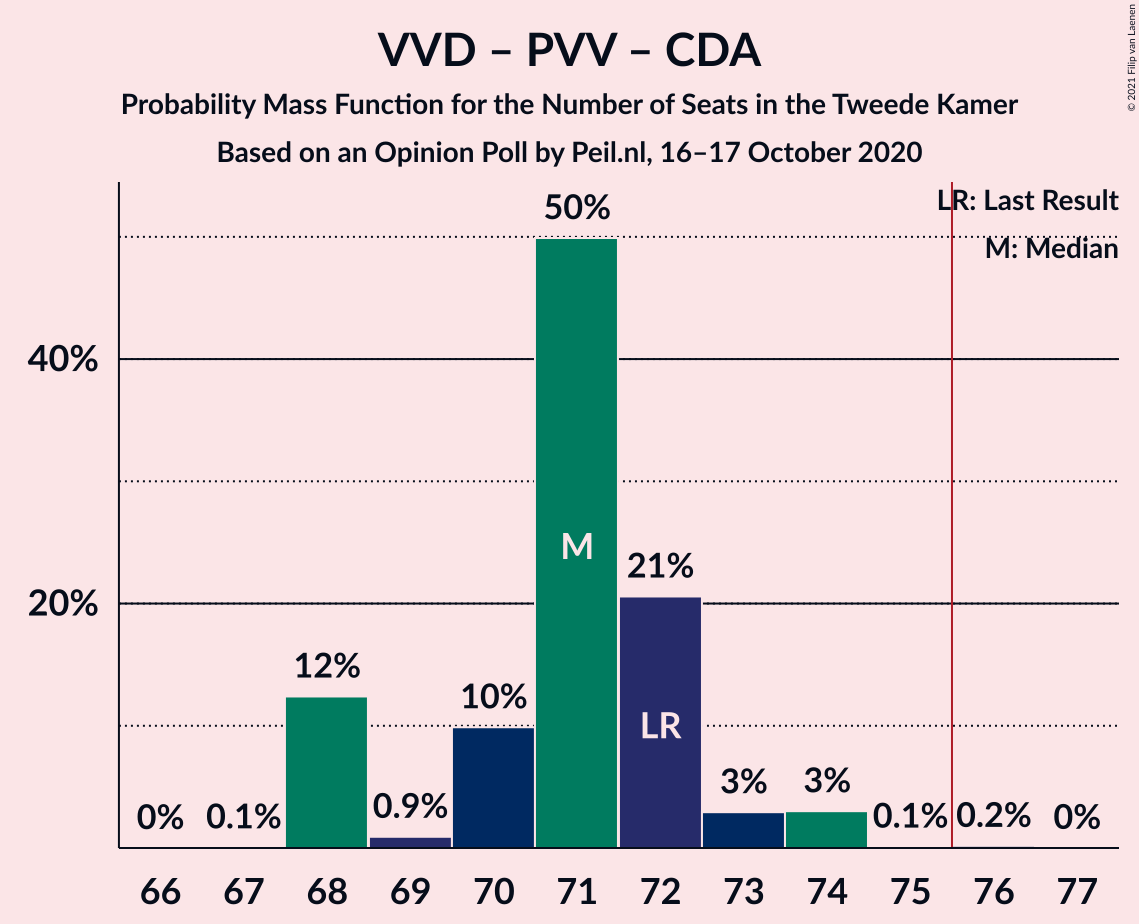 VVD – PVV – CDA
Probability Mass Function for the Number of Seats in the Tweede Kamer
Based on an Opinion Poll by Peil.nl, 16–17 October 2020
© 2021 Filip van Laenen
LR: Last Result
M: Median
40%
20%
0%
0.1%
12%
0.9%
10%
50%
21%
3%
3%
0.1%
0.2%
0%
M
LR
66 67 68 69 70 71 72 73 74 75 76 77